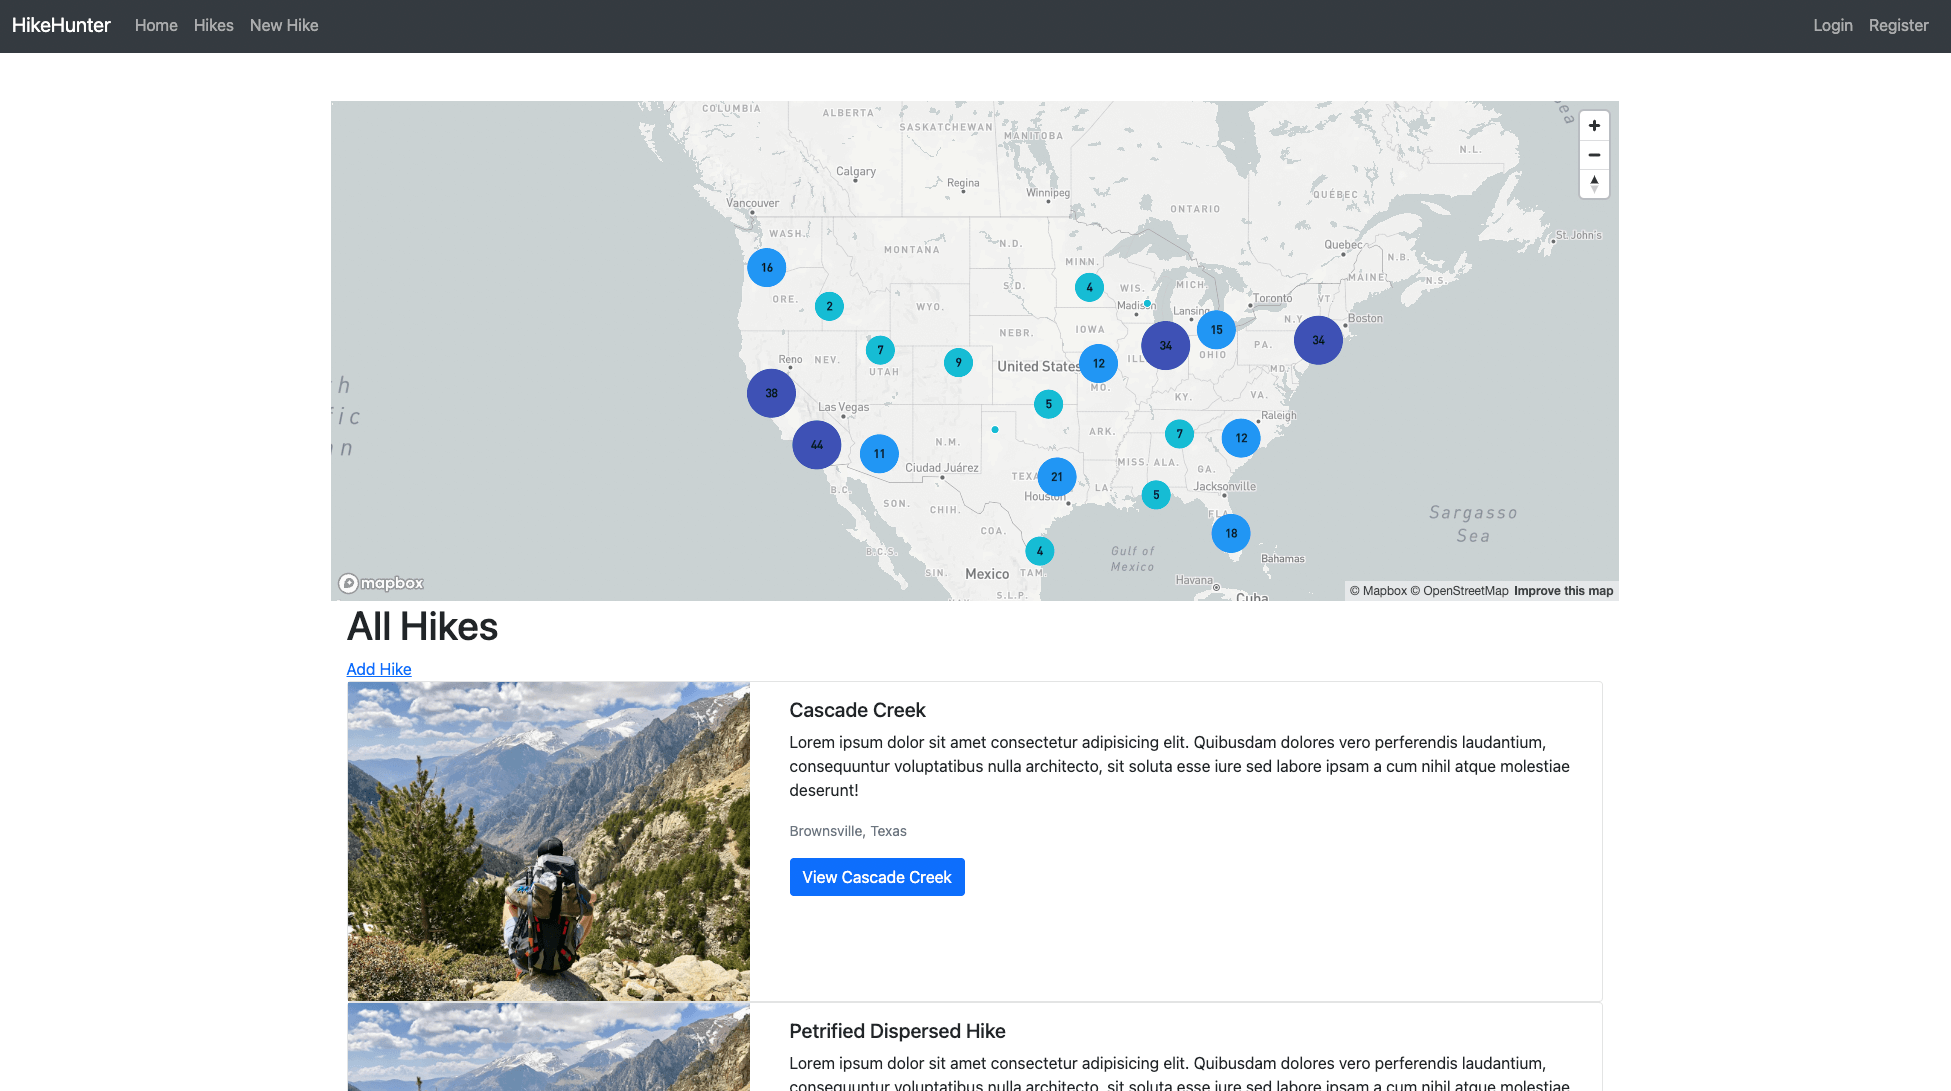 HikeHunter Home Hikes New Hike Login Register
COLUMBIA
ALBERTA
SASKATCHEWAN
MANITOBA
Sea
N.L.
Calgary
Regina
Winnipeg
QUÉBEC
Vancouver
ONTARIO
WASH.
MONTANA
N.D.
Quebec
St. John's
MINN.
N.B.
16
4
MAINE
N.S.
ORE.
2
WYO.
S.D.
WIS.
MICH.
Toronto
VT.
Madison
Lansing
Boston
IOWA
15
N.Y.
34
34
NEBR.
7
9
Reno
NEV.
UTAH
United States
12
ILL
OHIO
PA.
MD.
MO.
38
Las Vegas
5
KY.
VA.
Raleigh
44
11
N.M.
ARK.
7
12
Ciudad Juárez
TEXAS
21
MISS.
ALA.
GA.
B.C.
SON.
Houston
LA.
5
Jacksonville
CHIH.
FLA.
18
Sargasso
Sea
COA.
4
B.C.S.
Gulf of
Mexico
Bahamas
SIN.
Mexico
TAM.
Havana
S.L.P.
Cuba
mapbox
© Mapbox © OpenStreetMap Improve this map
All Hikes
Add Hike
Cascade Creek
Lorem ipsum dolor sit amet consectetur adipisicing elit. Quibusdam dolores vero perferendis laudantium,
consequuntur voluptatibus nulla architecto, sit soluta esse iure sed labore ipsam a cum nihil atque molestiae
deserunt!
Brownsville, Texas
View Cascade Creek
Petrified Dispersed Hike
Lorem ipsum dolor sit amet consectetur adipisicing elit. Quibusdam dolores vero perferendis laudantium,
consequuntur voluptatibus nulla architecto, sit soluta esse iure sed labore ipsam a cum nihil atque molestiae